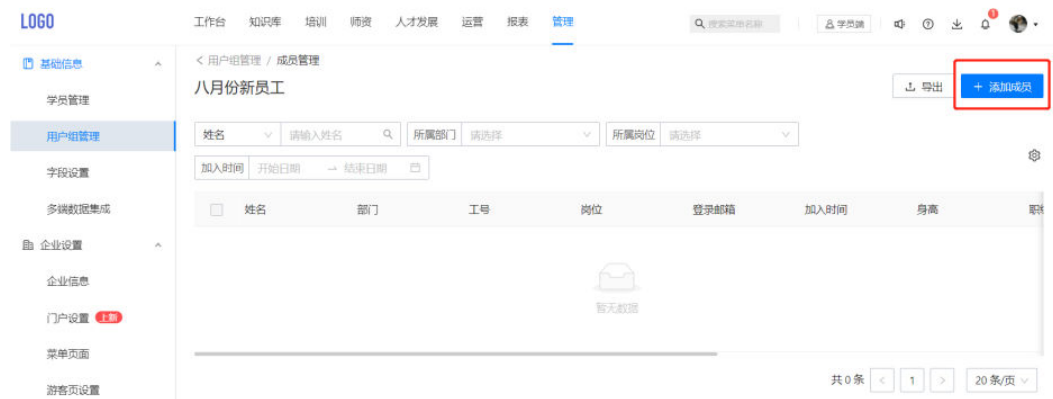 LOGO 工作台 知识库 培训 师资 人才发展 运营 报表 管理 搜索菜单名称 学员端 1
基础信息
学员管理
用户组管理
字段设置
多端数据集成
企业设置
企业信息
门户设置 上新
菜单页面
游客页设置
< 用户组管理 / 成员管理
八月份新员工 导出 + 添加成员
姓名 请输入姓名 所属部门 请选择 所属岗位 请选择
加入时间 开始日期 → 结束日期
姓名 部门 工号 岗位 登录邮箱 加入时间 身高
暂无数据
共 0 条 < 1 > 20 条/页